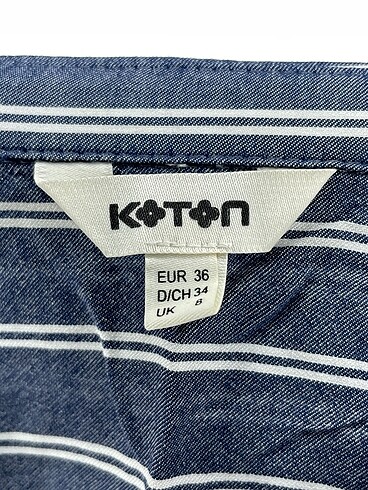 KOTON
EUR 36
D/CH 34
UK 8